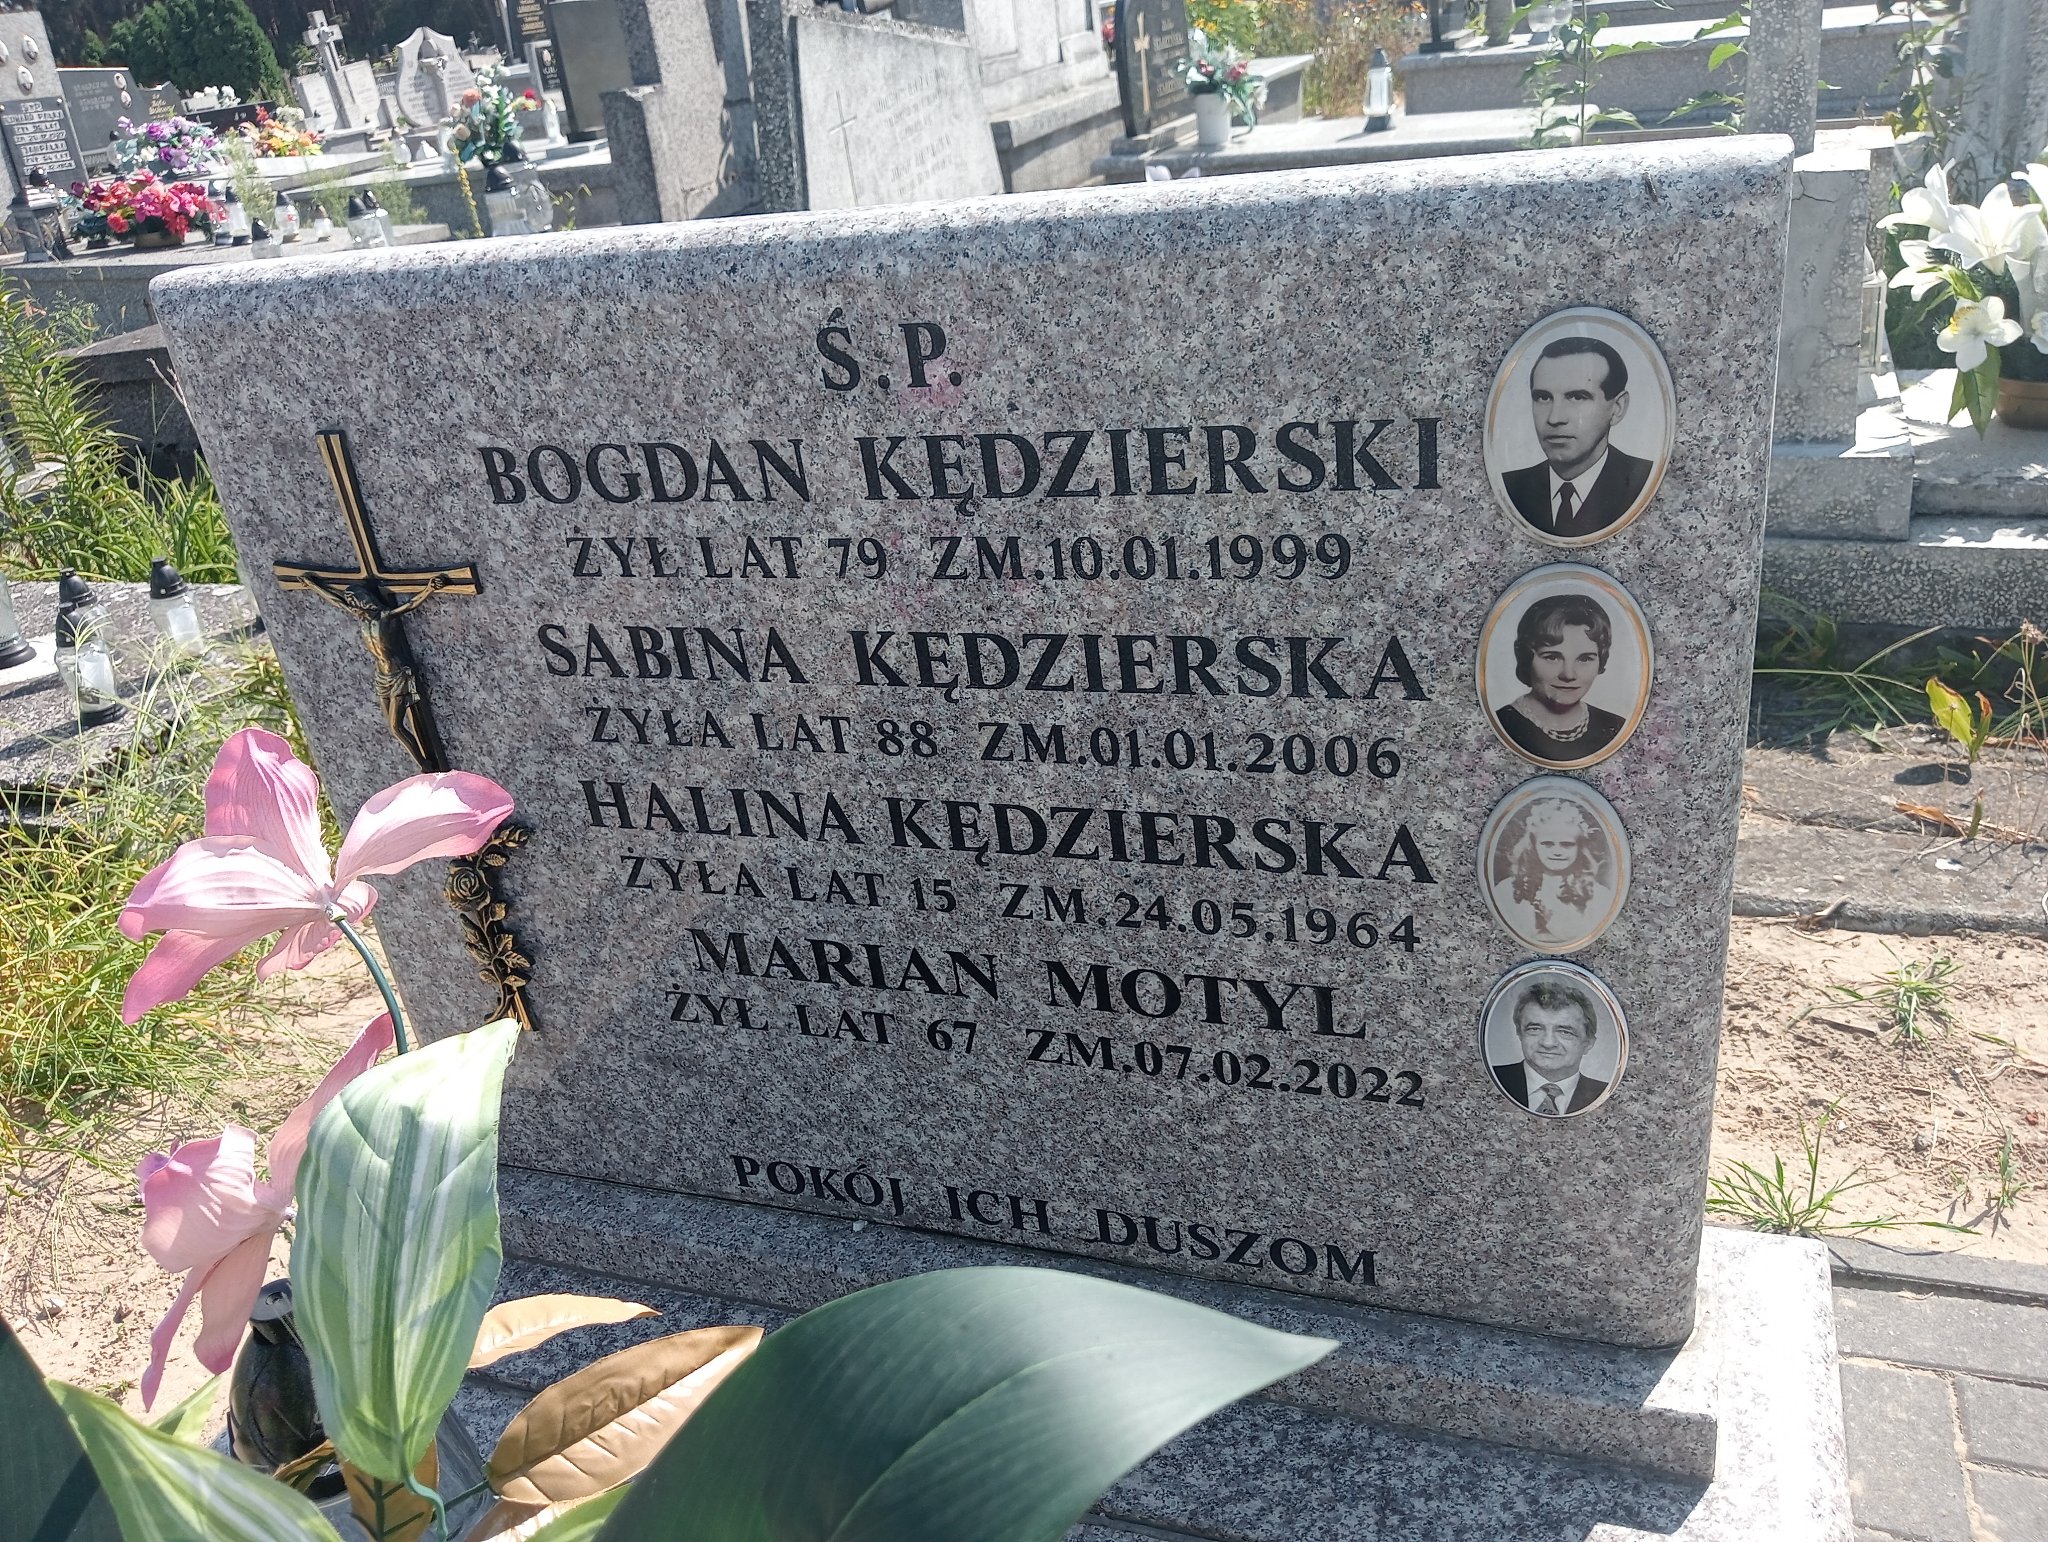 Ś.P.
BOGDAN KĘDZIERSKI
ŻYŁ LAT 79 ZM.10.01.1999
SABINA KĘDZIERSKA
ŻYŁA LAT 88 ZM.01.01.2006
HALINA KĘDZIERSKA
ŻYŁA LAT 15 ZM.24.05.1964
MARIAN MOTYL
ŻYŁ LAT 67 ZM.07.02.2022
POKÓJ ICH DUSZOM